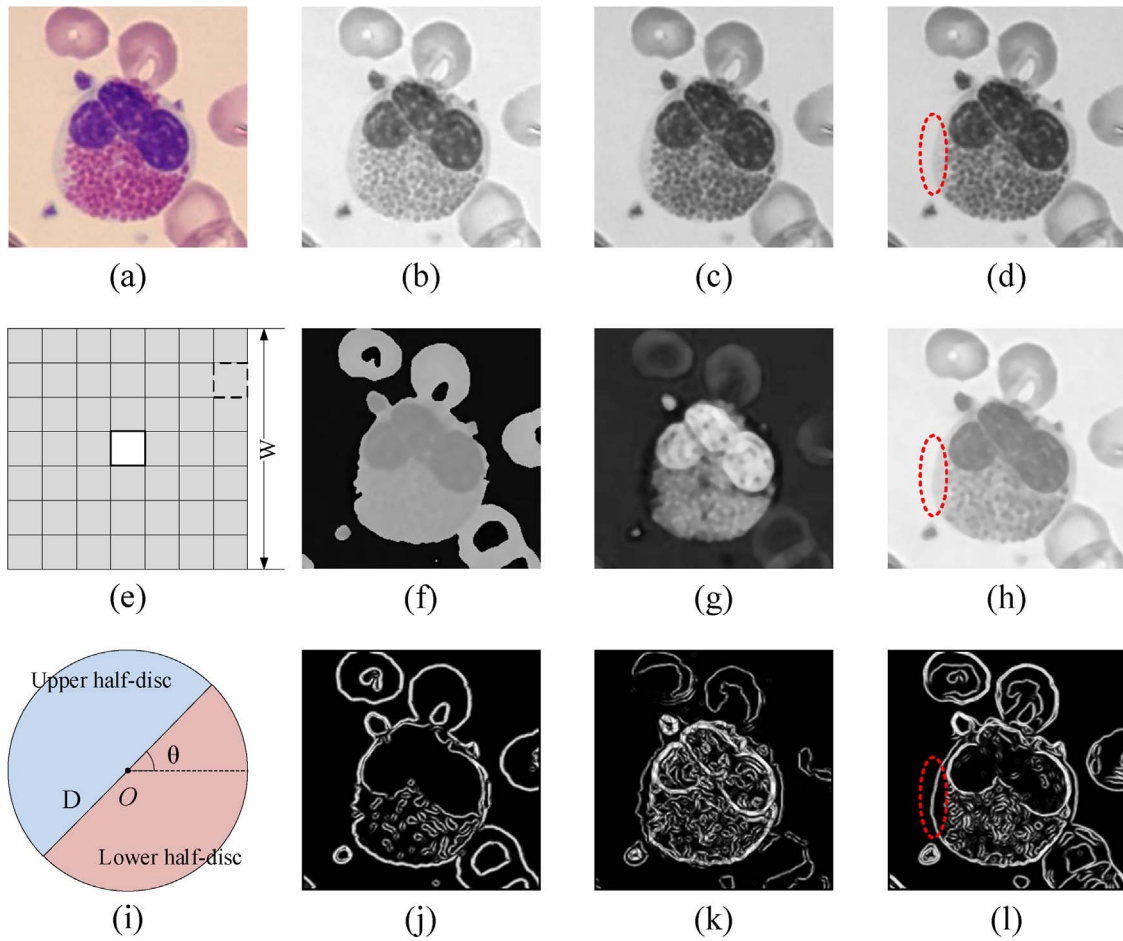 (a)
(b)
(c)
(d)
W
(e)
(f)
(g)
(h)
Upper half-disc
θ
D
O
Lower half-disc
(i)
(j)
(k)
(l)